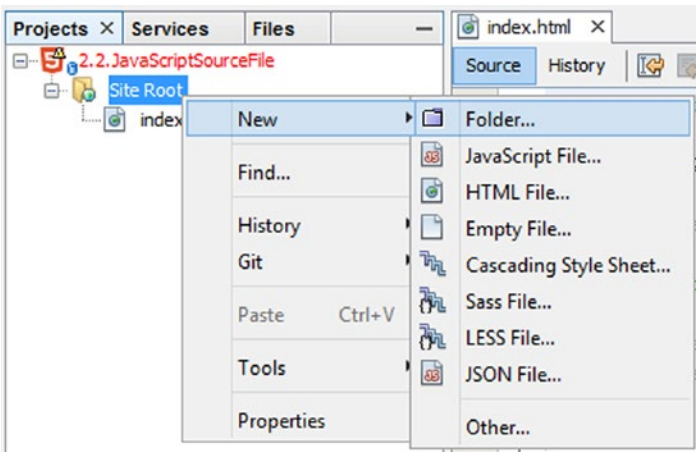 Projects × Services Files
index.html ×
2.2.JavaScriptSourceFile
Source History
Site Root
index
New
Find...
History
Git
Paste Ctrl+V
Tools
Properties
Folder...
JavaScript File...
HTML File...
Empty File...
Cascading Style Sheet...
Sass File...
LESS File...
JSON File...
Other...